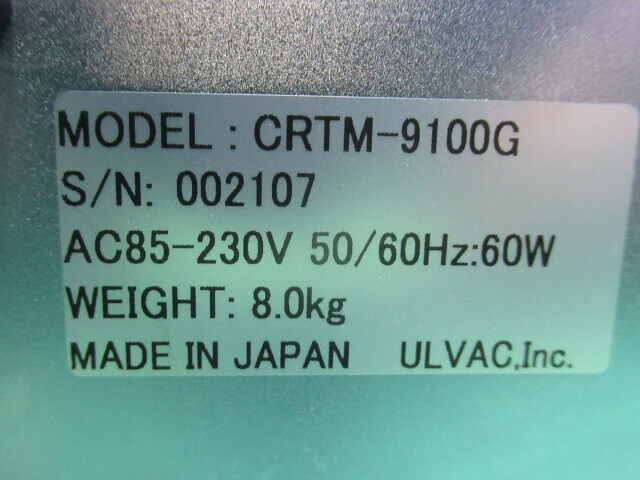 MODEL : CRTM-9100G
S/N: 002107
AC85-230V 50/60Hz:60W
WEIGHT: 8.0kg
MADE IN JAPAN ULVAC,Inc.